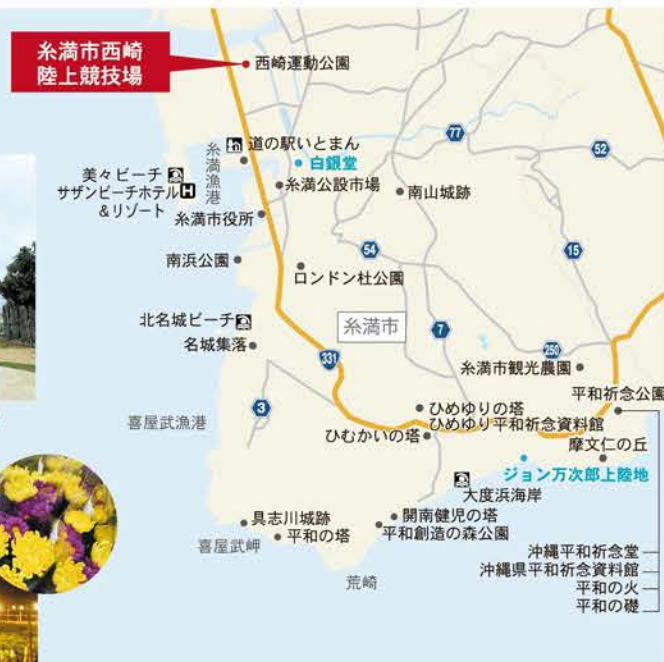 糸満市西崎
陸上競技場
西崎運動公園
77
52
道の駅いとまん
白銀堂
糸満漁港
美々ビーチ
サザンビーチホテル H
&リゾート
糸満公設市場
南山城跡
糸満市役所
54
15
南浜公園
ロンドン杜公園
北名城ビーチ
糸満市
7
名城集落
331
250
糸満市観光農園
平和祈念公園
3
ひめゆりの塔
ひめゆり平和祈念資料館
喜屋武漁港
ひむかいの塔
摩文仁の丘
ジョン万次郎上陸地
大度浜海岸
具志川城跡
開南健児の塔
平和創造の森公園
喜屋武岬
平和の塔
荒崎
沖縄平和祈念堂
沖縄県平和祈念資料館
平和の火
平和の礎